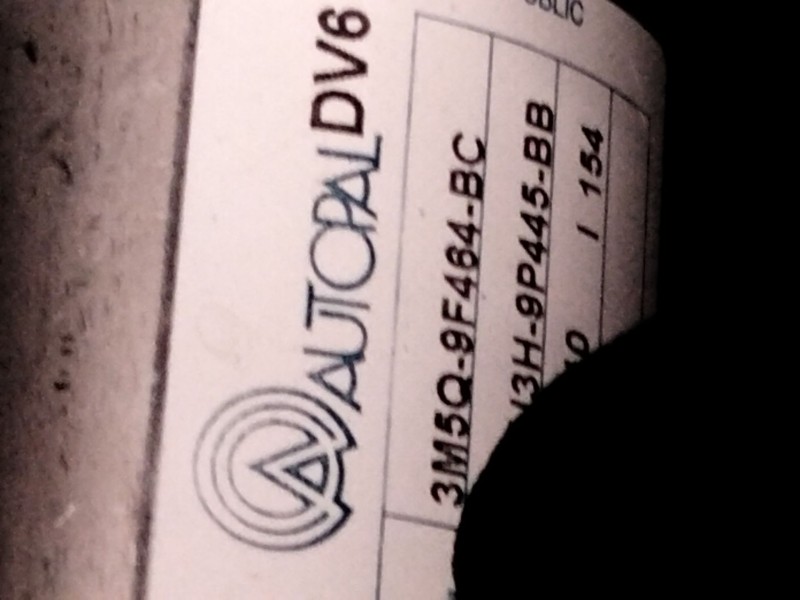 AUTOPAL DV6
3M5Q-9F464-BC
3H-9P445-BB
/ 154